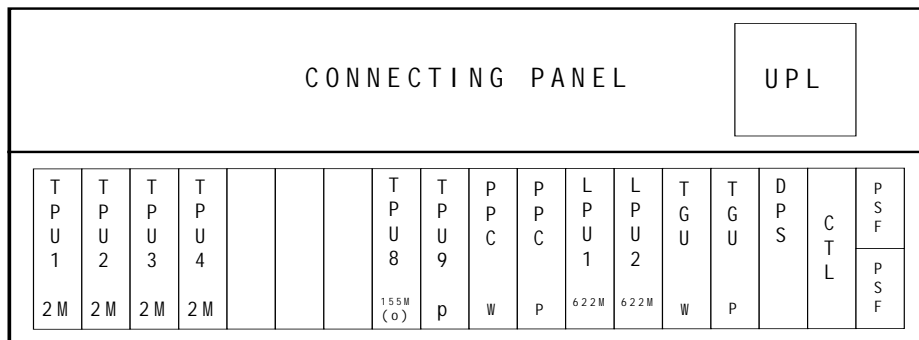 CONNECTING PANEL
UPL
TPU1
2M
TPU2
2M
TPU3
2M
TPU4
2M
TPU8
155M
(o)
TPU9
p
PPC
W
PPC
P
LPU1
622M
LPU2
622M
TGU
W
TGU
P
DPS
CTL
PSF
PSF